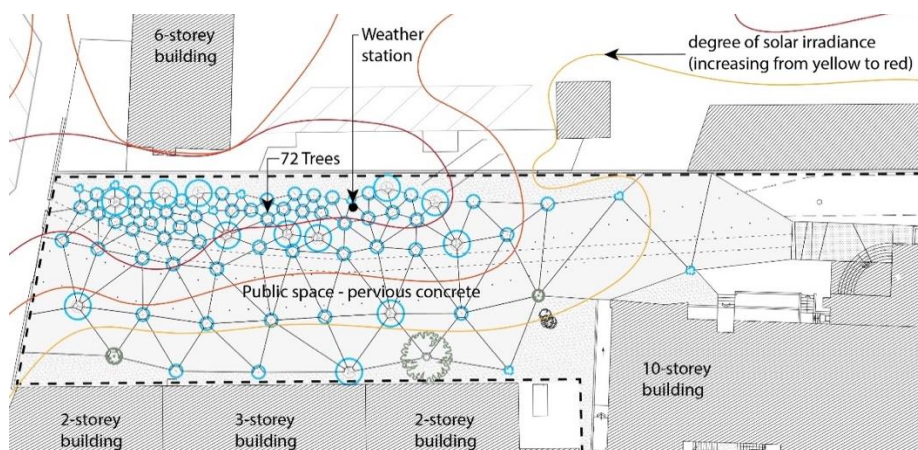 6-storey
building
Weather
station
degree of solar irradiance
(increasing from yellow to red)
72 Trees
Public space - pervious concrete
10-storey
building
2-storey
building
3-storey
building
2-storey
building